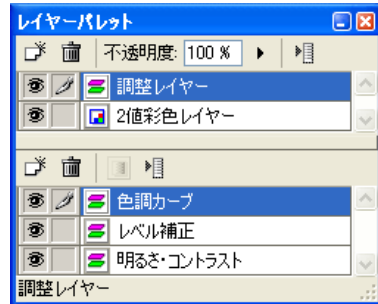 レイヤーパレット
不透明度: 100 %
調整レイヤー
2値彩色レイヤー
色調カーブ
レベル補正
明るさ・コントラスト
調整レイヤー